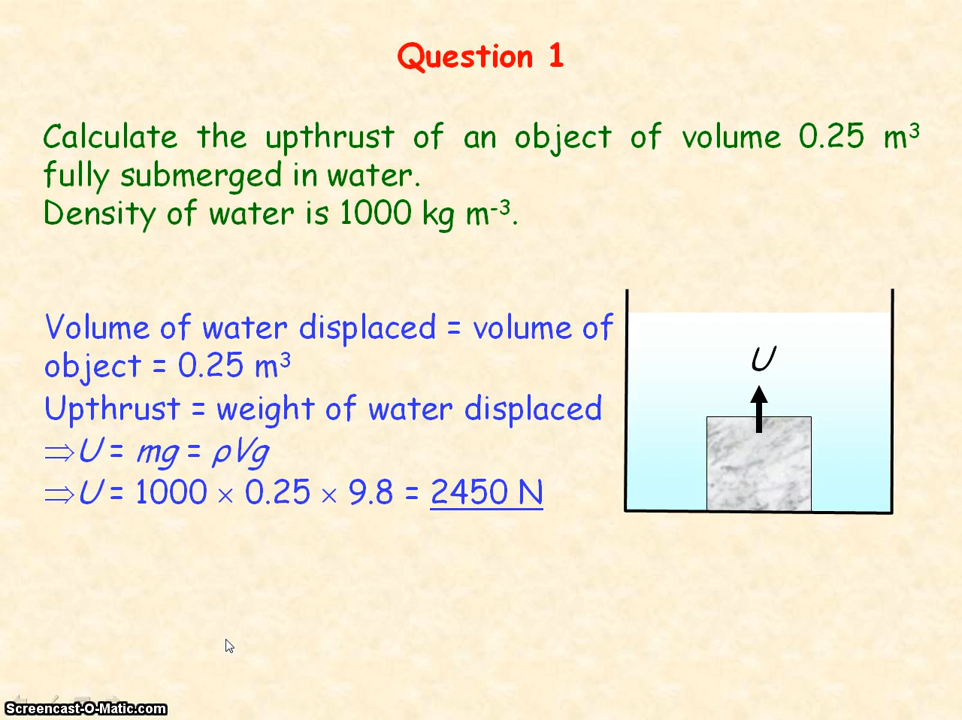 Question 1
Calculate the upthrust of an object of volume 0.25 m³
fully submerged in water.
Density of water is 1000 kg m⁻³.
Volume of water displaced = volume of
object = 0.25 m³
Upthrust = weight of water displaced
⇒U = mg = ρVg
⇒U = 1000 × 0.25 × 9.8 = 2450 N
U
Screencast-O-Matic.com